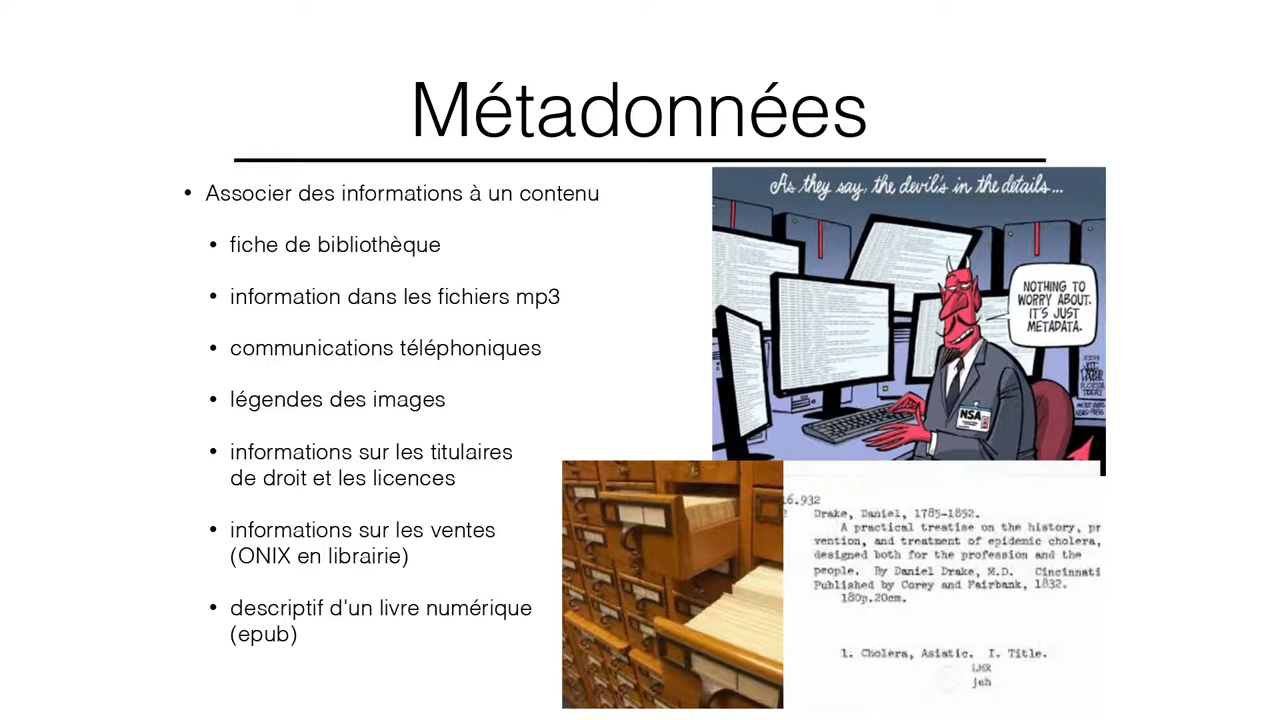 Métadonnées
• Associer des informations à un contenu
• fiche de bibliothèque
• information dans les fichiers mp3
• communications téléphoniques
• légendes des images
• informations sur les titulaires
de droit et les licences
• informations sur les ventes
(ONIX en librairie)
• descriptif d'un livre numérique
(epub)
As they say, the devil's in the details...
NOTHING TO
WORRY ABOUT.
IT'S JUST
METADATA.
NSA
16.932
Drake, Daniel, 1785-1852.
A practical treatise on the history, pr
vention, and treatment of epidemic cholera,
designed both for the profession and the
people. By Daniel Drake, M.D. Cincinnati
Published by Corey and Fairbank, 1832.
180p.20cm.
1. Cholera, Asiatic. I. Title.
LMR
jeh